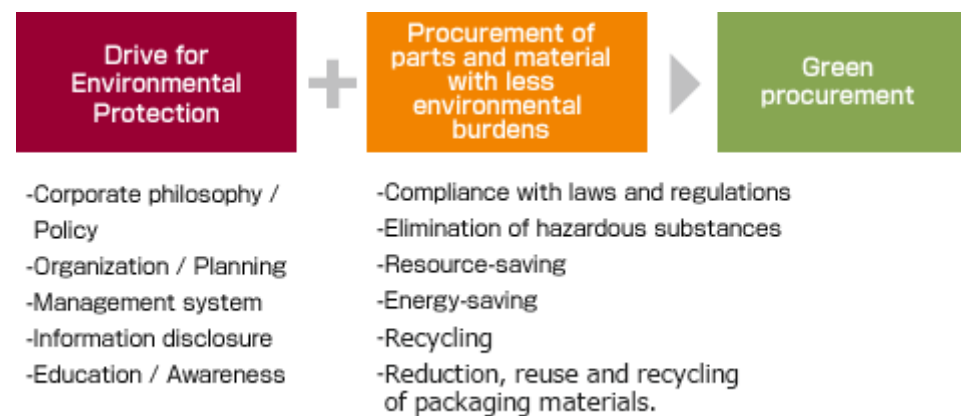 Drive for
Environmental
Protection
Procurement of
parts and material
with less
environmental
burdens
Green
procurement
-Corporate philosophy /
Policy
-Organization / Planning
-Management system
-Information disclosure
-Education / Awareness
-Compliance with laws and regulations
-Elimination of hazardous substances
-Resource-saving
-Energy-saving
-Recycling
-Reduction, reuse and recycling
of packaging materials.